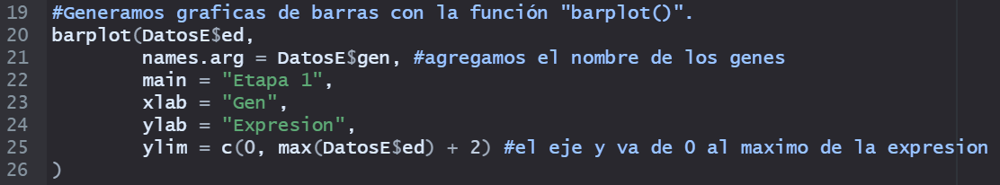 19 #Generamos graficas de barras con la función "barplot()".
20 barplot(DatosE$ed,
21         names.arg = DatosE$gen, #agregamos el nombre de los genes
22         main = "Etapa 1",
23         xlab = "Gen",
24         ylab = "Expresion",
25         ylim = c(0, max(DatosE$ed) + 2) #el eje y va de 0 al maximo de la expresion
26 )